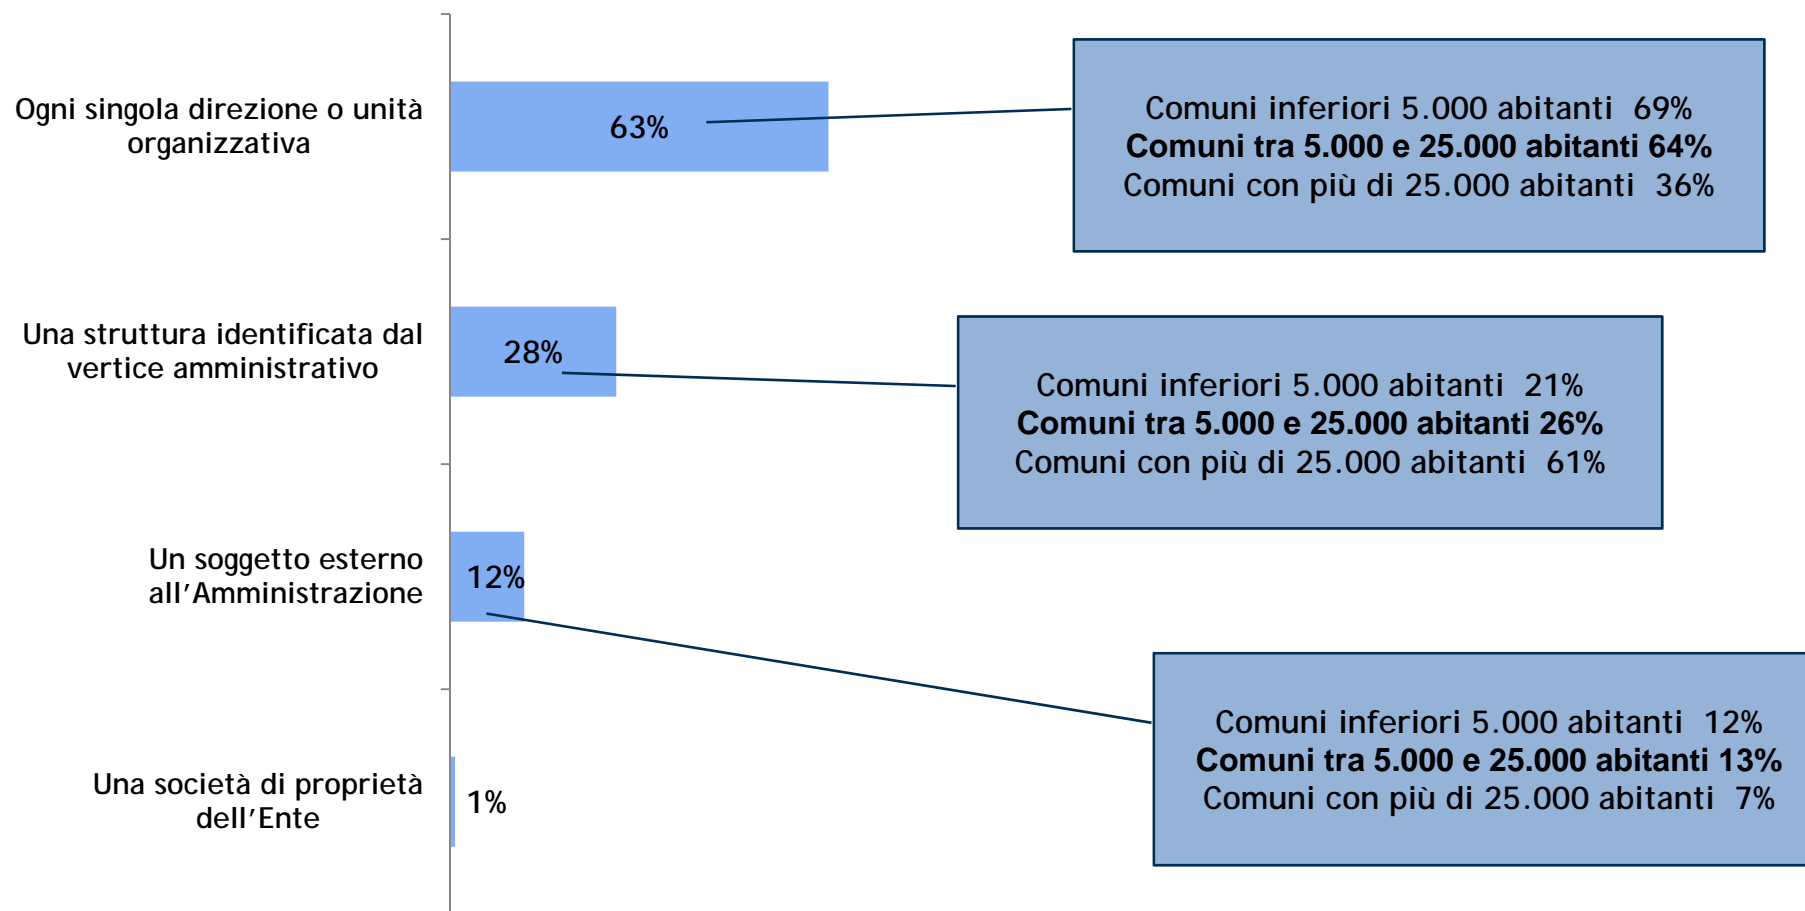 Ogni singola direzione o unità
organizzativa
63%
Comuni inferiori 5.000 abitanti 69%
Comuni tra 5.000 e 25.000 abitanti 64%
Comuni con più di 25.000 abitanti 36%
Una struttura identificata dal
vertice amministrativo
28%
Comuni inferiori 5.000 abitanti 21%
Comuni tra 5.000 e 25.000 abitanti 26%
Comuni con più di 25.000 abitanti 61%
Un soggetto esterno
all’Amministrazione
12%
Comuni inferiori 5.000 abitanti 12%
Comuni tra 5.000 e 25.000 abitanti 13%
Comuni con più di 25.000 abitanti 7%
Una società di proprietà
dell’Ente
1%